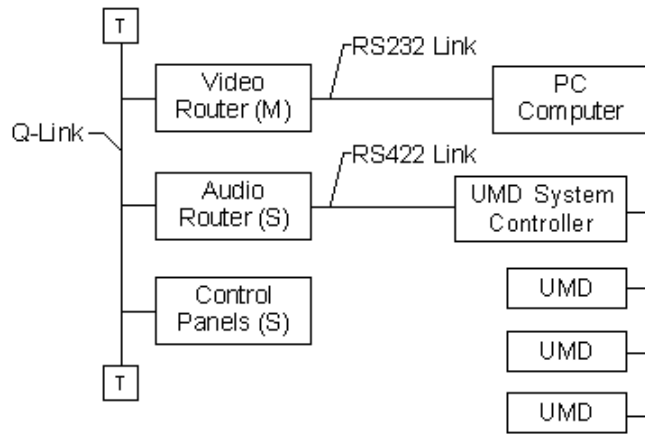 T
RS232 Link
Video
Router (M)
PC
Computer
Q-Link
RS422 Link
Audio
Router (S)
UMD System
Controller
Control
Panels (S)
UMD
UMD
T
UMD